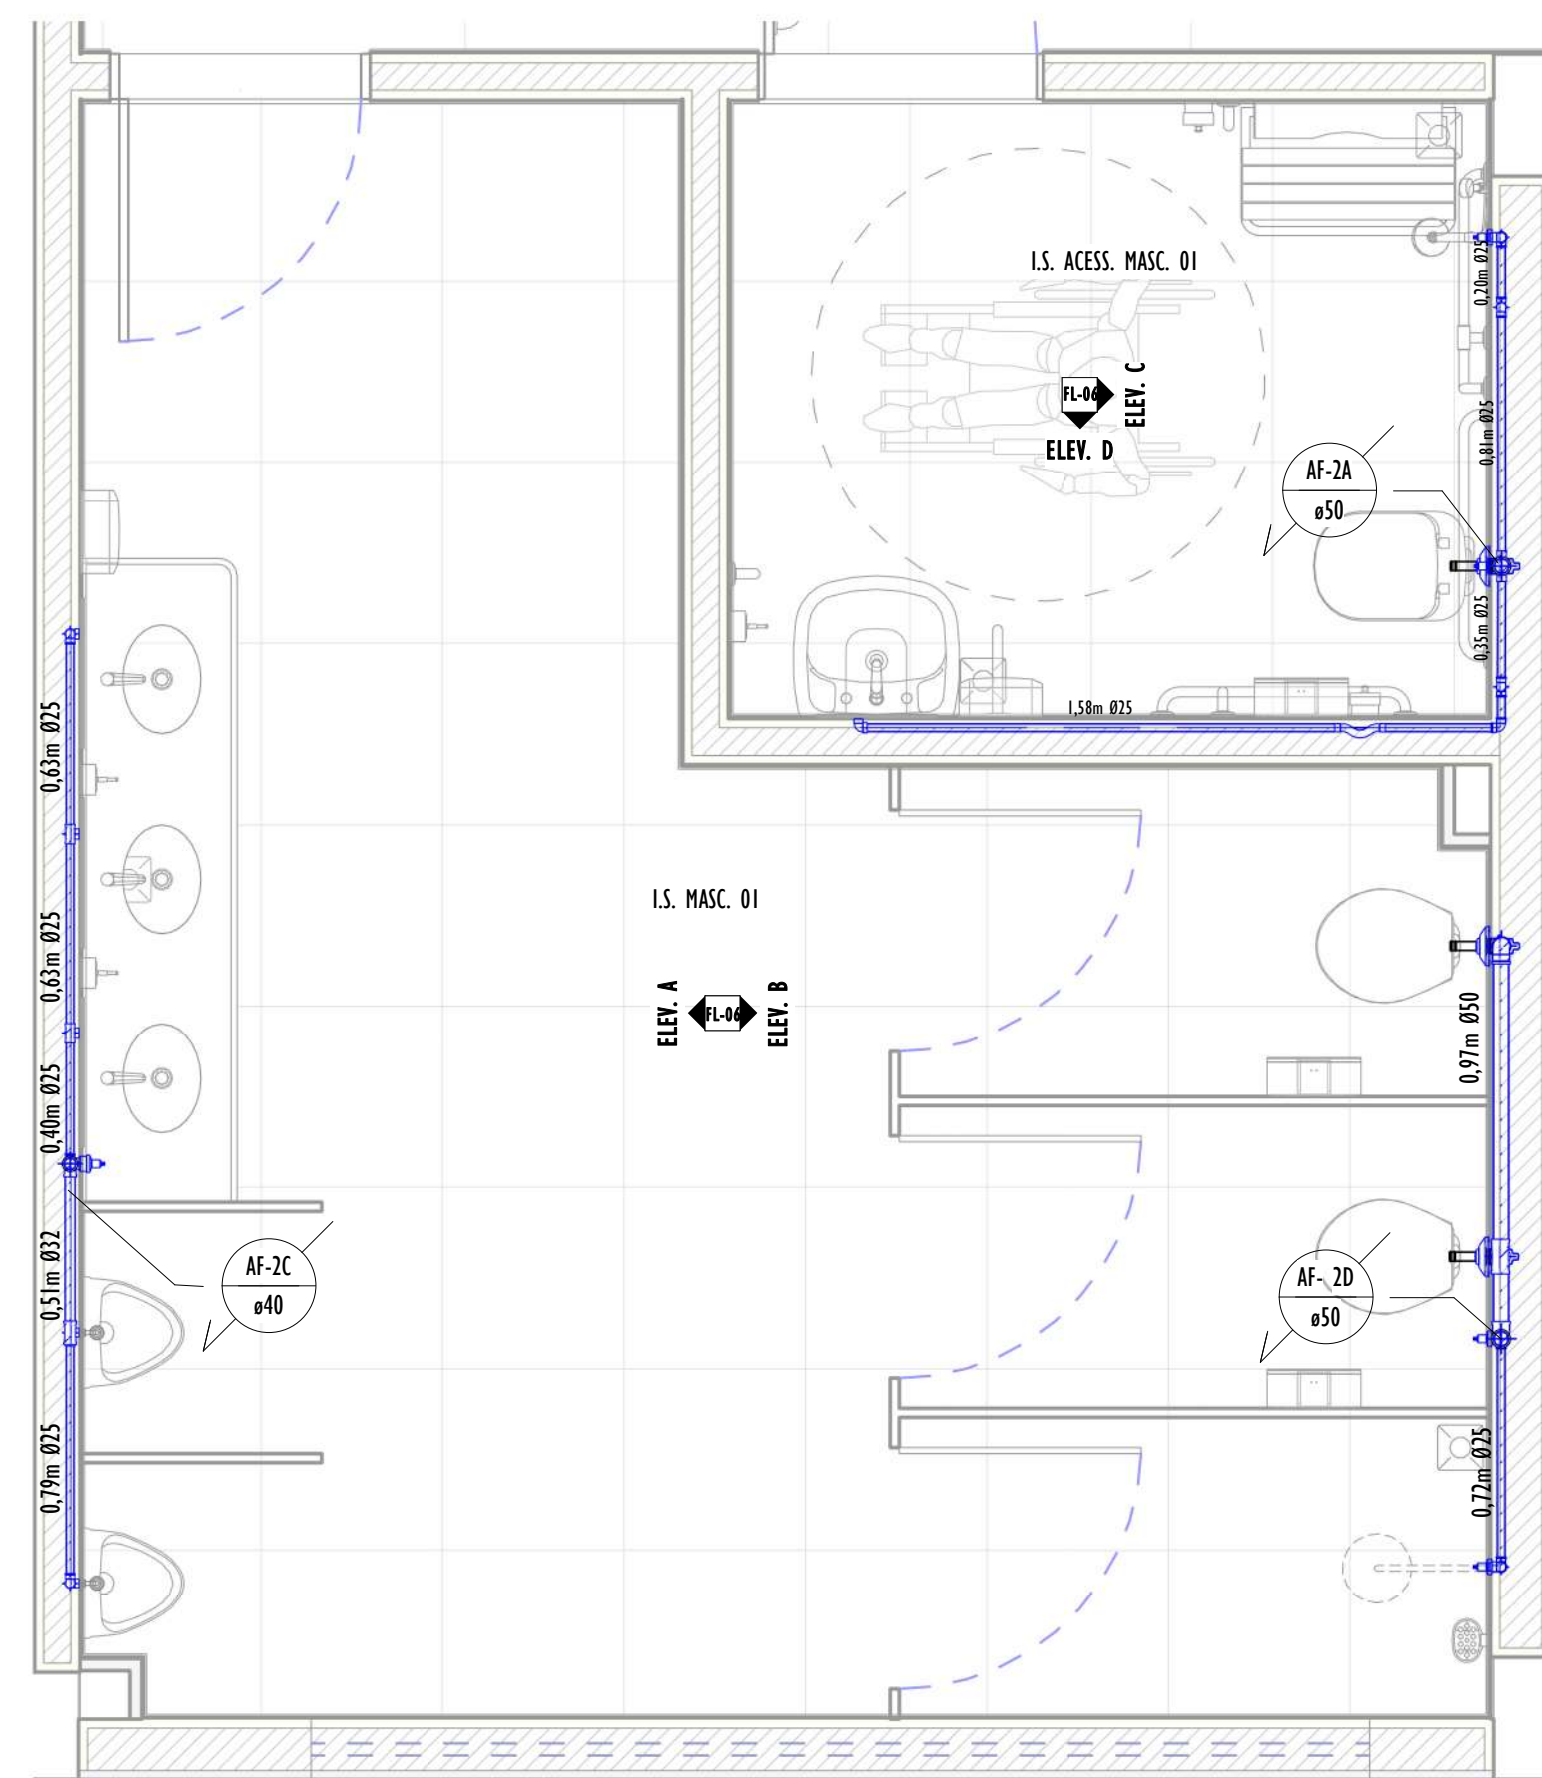 I.S. ACESS. MASC. 01
0,20m Ø25
FL-06
ELEV. C
ELEV. D
0,81m Ø25
AF-2A
ø50
0,35m Ø25
1,58m Ø25
0,63m Ø25
I.S. MASC. 01
0,63m Ø25
ELEV. A
FL-06
ELEV. B
0,97m Ø50
0,40m Ø25
0,51m Ø32
AF-2C
ø40
AF- 2D
ø50
0,79m Ø25
0,72m Ø25